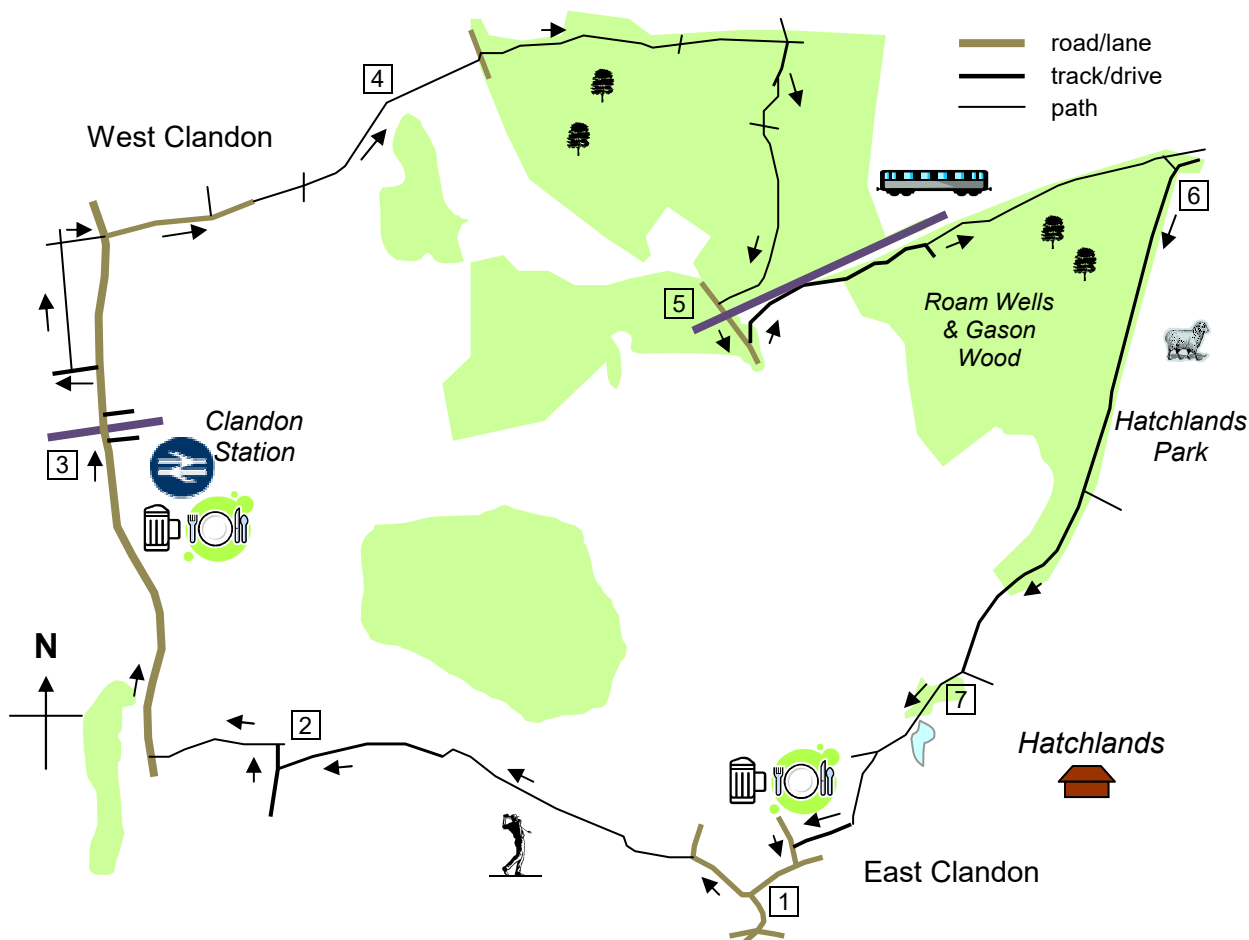 road/lane
track/drive
path
4
West Clandon
6
5
Roam Wells
& Gason
Wood
Clandon
Station
3
Hatchlands
Park
N
2
7
Hatchlands
East Clandon
1